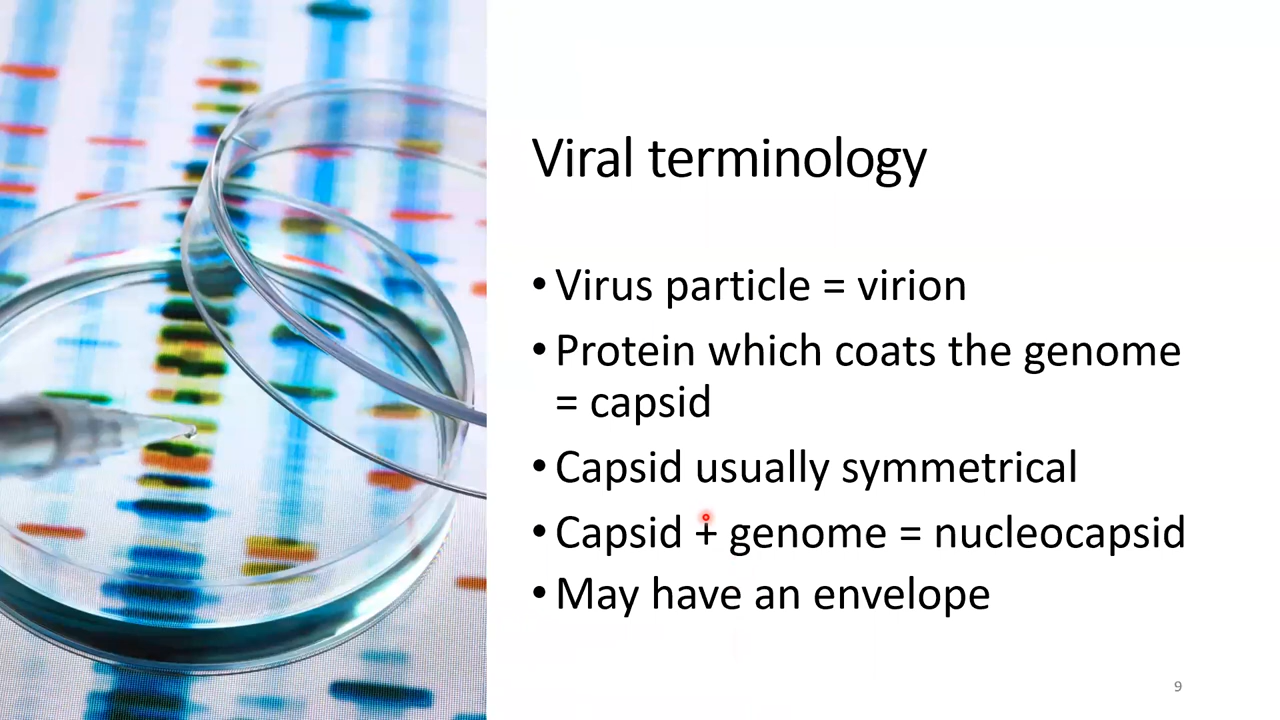 Viral terminology
• Virus particle = virion
• Protein which coats the genome
= capsid
• Capsid usually symmetrical
• Capsid + genome = nucleocapsid
• May have an envelope
9